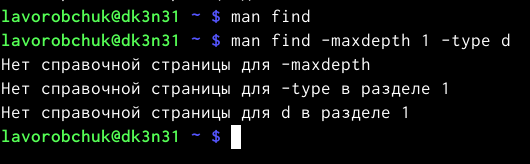 lavorobchuk@dk3n31 ~ $ man find
lavorobchuk@dk3n31 ~ $ man find -maxdepth 1 -type d
Нет справочной страницы для -maxdepth
Нет справочной страницы для -type в разделе 1
Нет справочной страницы для d в разделе 1
lavorobchuk@dk3n31 ~ $